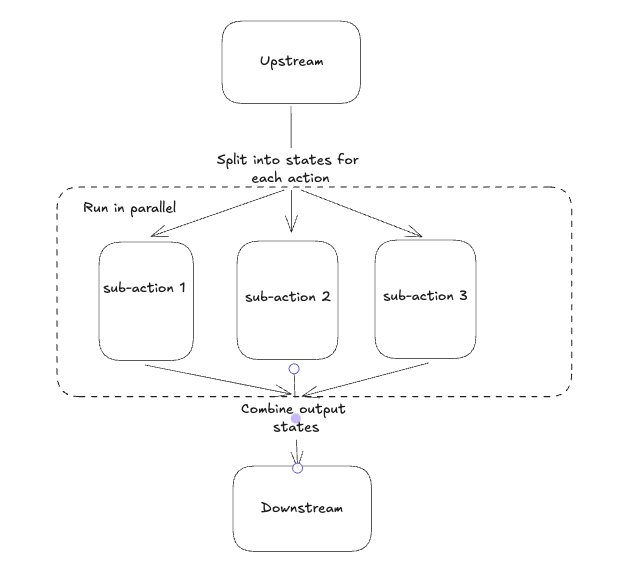 Upstream
Split into states for
each action
Run in parallel
sub-action 1
sub-action 2
sub-action 3
Combine output
states
Downstream